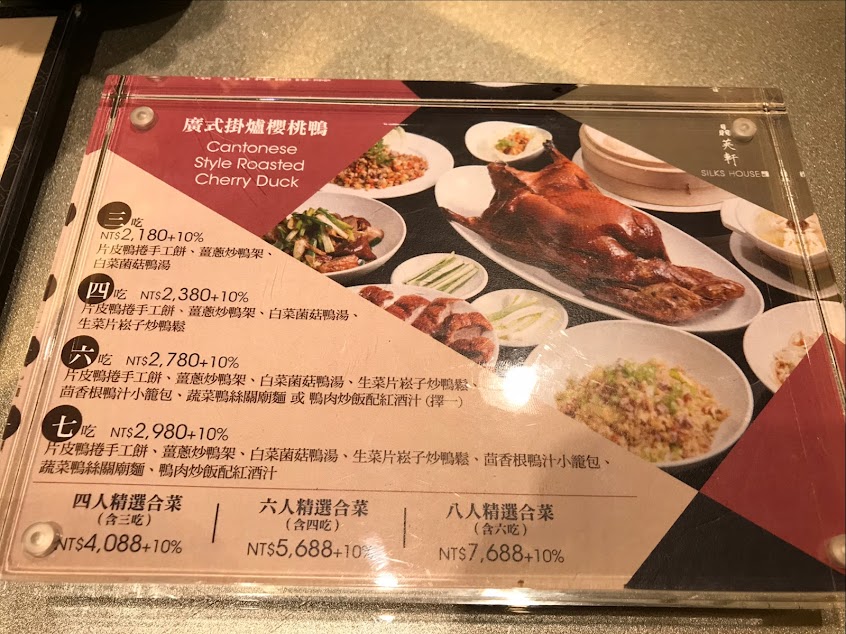 廣式掛爐櫻桃鴨
Cantonese
Style Roasted
Cherry Duck
芙軒
SILKS HOUSE
三吃
NT$2,180+10%
片皮鴨捲手工餅、薑蔥炒鴨架、
白菜菌菇鴨湯
四吃 NT$2,380+10%
片皮鴨捲手工餅、薑蔥炒鴨架、白菜菌菇鴨湯、
生菜片崧子炒鴨鬆
六吃 NT$2,780+10%
片皮鴨捲手工餅、薑蔥炒鴨架、白菜菌菇鴨湯、生菜片崧子炒鴨鬆、
茴香根鴨汁小籠包、蔬菜鴨絲關廟麵 或 鴨肉炒飯配紅酒汁 (擇一)
七吃 NT$2,980+10%
片皮鴨捲手工餅、薑蔥炒鴨架、白菜菌菇鴨湯、生菜片崧子炒鴨鬆、茴香根鴨汁小籠包、
蔬菜鴨絲關廟麵、鴨肉炒飯配紅酒汁
四人精選合菜
(含三吃)
NT$4,088+10%
六人精選合菜
(含四吃)
NT$5,688+10%
八人精選合菜
(含六吃)
NT$7,688+10%